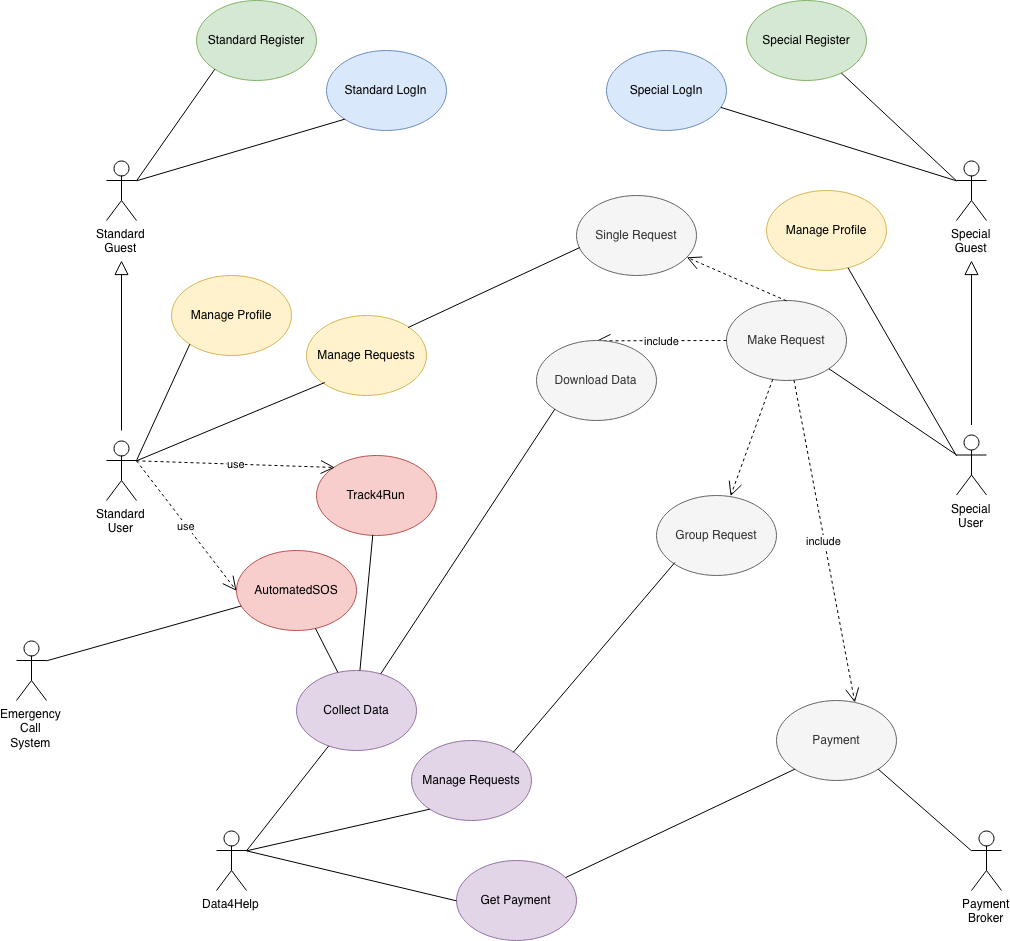 Standard Register
Special Register
Standard LogIn
Special LogIn
Standard
Guest
Single Request
Manage Profile
Special
Guest
Manage Profile
Manage Requests
include
Make Request
Download Data
use
Track4Run
Standard
User
use
Special
User
Group Request
include
AutomatedSOS
Emergency
Call
System
Collect Data
Payment
Manage Requests
Data4Help
Get Payment
Payment
Broker